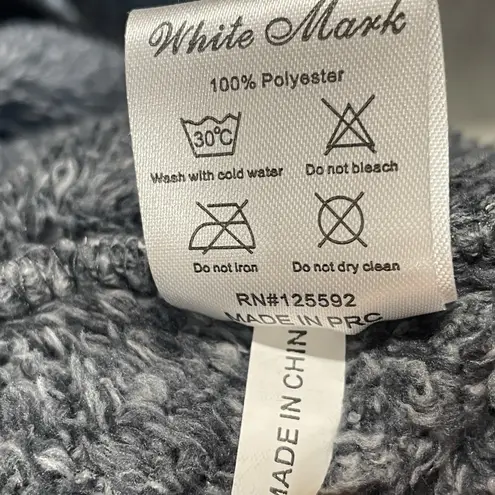 White Mark
100% Polyester
30°C
Wash with cold water
Do not bleach
Do not iron
Do not dry clean
RN#125592
MADE IN PRC
MADE IN CHIN